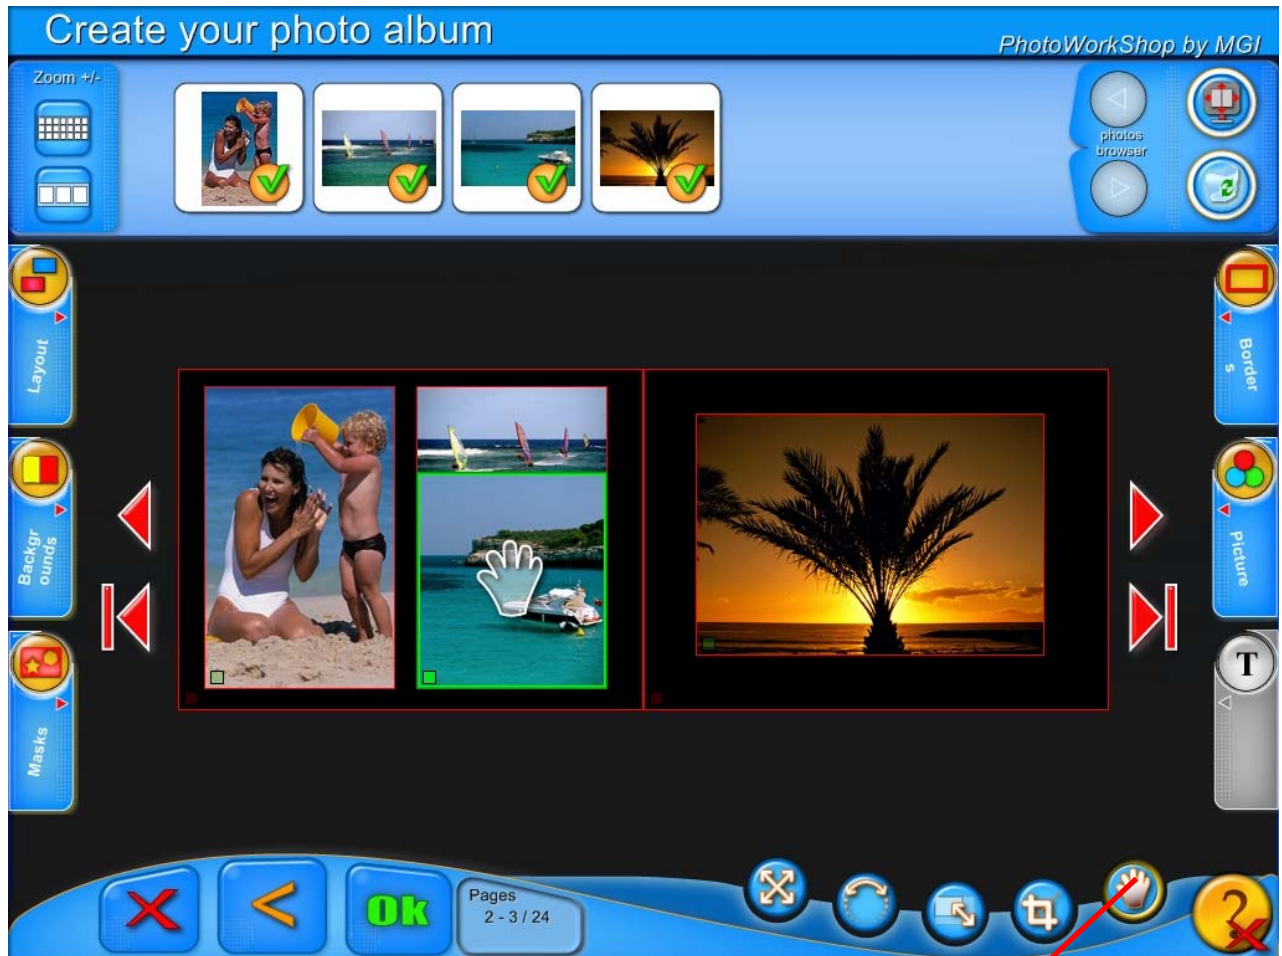 Create your photo album
PhotoWorkShop by MGI
Zoom +/-
photos
browser
Layout
Border
s
Backgr
ounds
Picture
Masks
T
Ok
Pages
2 - 3 / 24
?